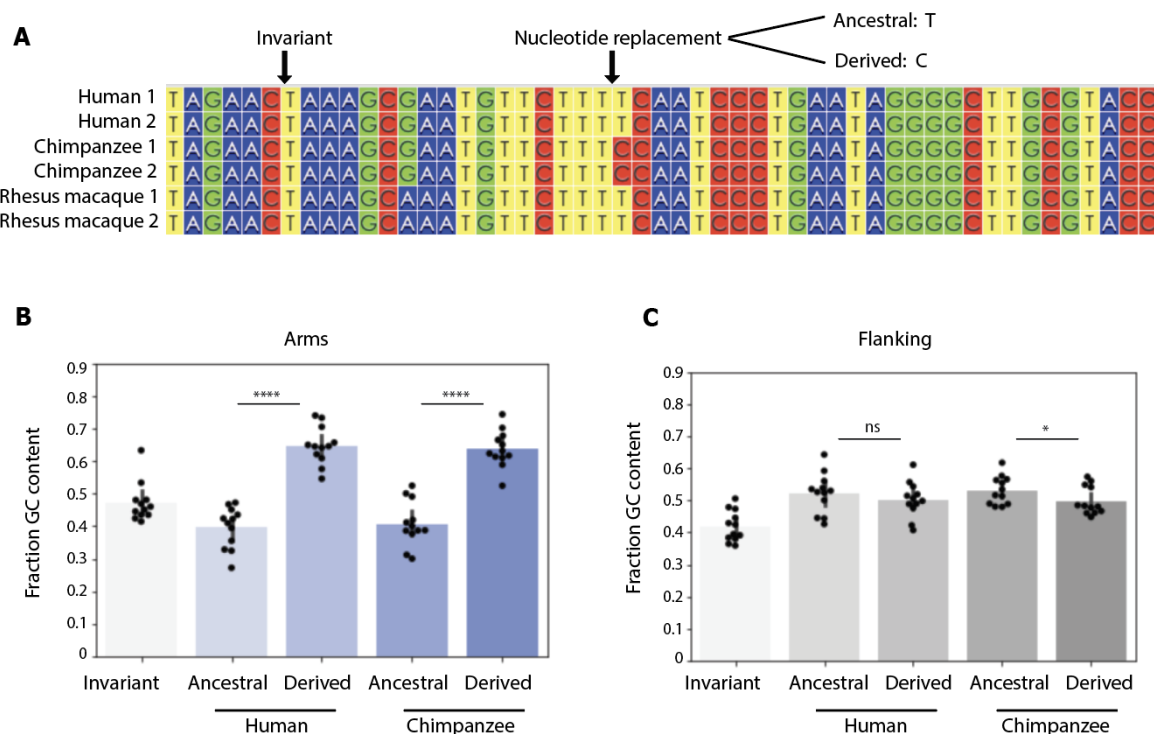 A
Invariant
Nucleotide replacement
Ancestral: T
Derived: C
Human 1 T A G A A C T A A A G C G A A T G T T C T T T T C A A T C C C T G A A T A G G G G C T T G C G T A C C
Human 2 T A G A A C T A A A G C G A A T G T T C T T T T C A A T C C C T G A A T A G G G G C T T G C G T A C C
Chimpanzee 1 T A G A A C T A A A G C G A A T G T T C T T T C C A A T C C C T G A A T A G G G G C T T G C G T A C C
Chimpanzee 2 T A G A A C T A A A G C G A A T G T T C T T T C C A A T C C C T G A A T A G G G G C T T G C G T A C C
Rhesus macaque 1 T A G A A C T A A A G C A A A T G T T C T T T T C A A T C C C T G A A T A G G G G C T T G C G T A C C
Rhesus macaque 2 T A G A A C T A A A G C A A A T G T T C T T T T C A A T C C C T G A A T A G G G G C T T G C G T A C C
B
Arms
Fraction GC content
0.9
0.8
0.7
0.6
0.5
0.4
0.3
0.2
0.1
0
****
****
Invariant Ancestral Derived Ancestral Derived
Human Chimpanzee
C
Flanking
Fraction GC content
0.9
0.8
0.7
0.6
0.5
0.4
0.3
0.2
0.1
0
ns
*
Invariant Ancestral Derived Ancestral Derived
Human Chimpanzee